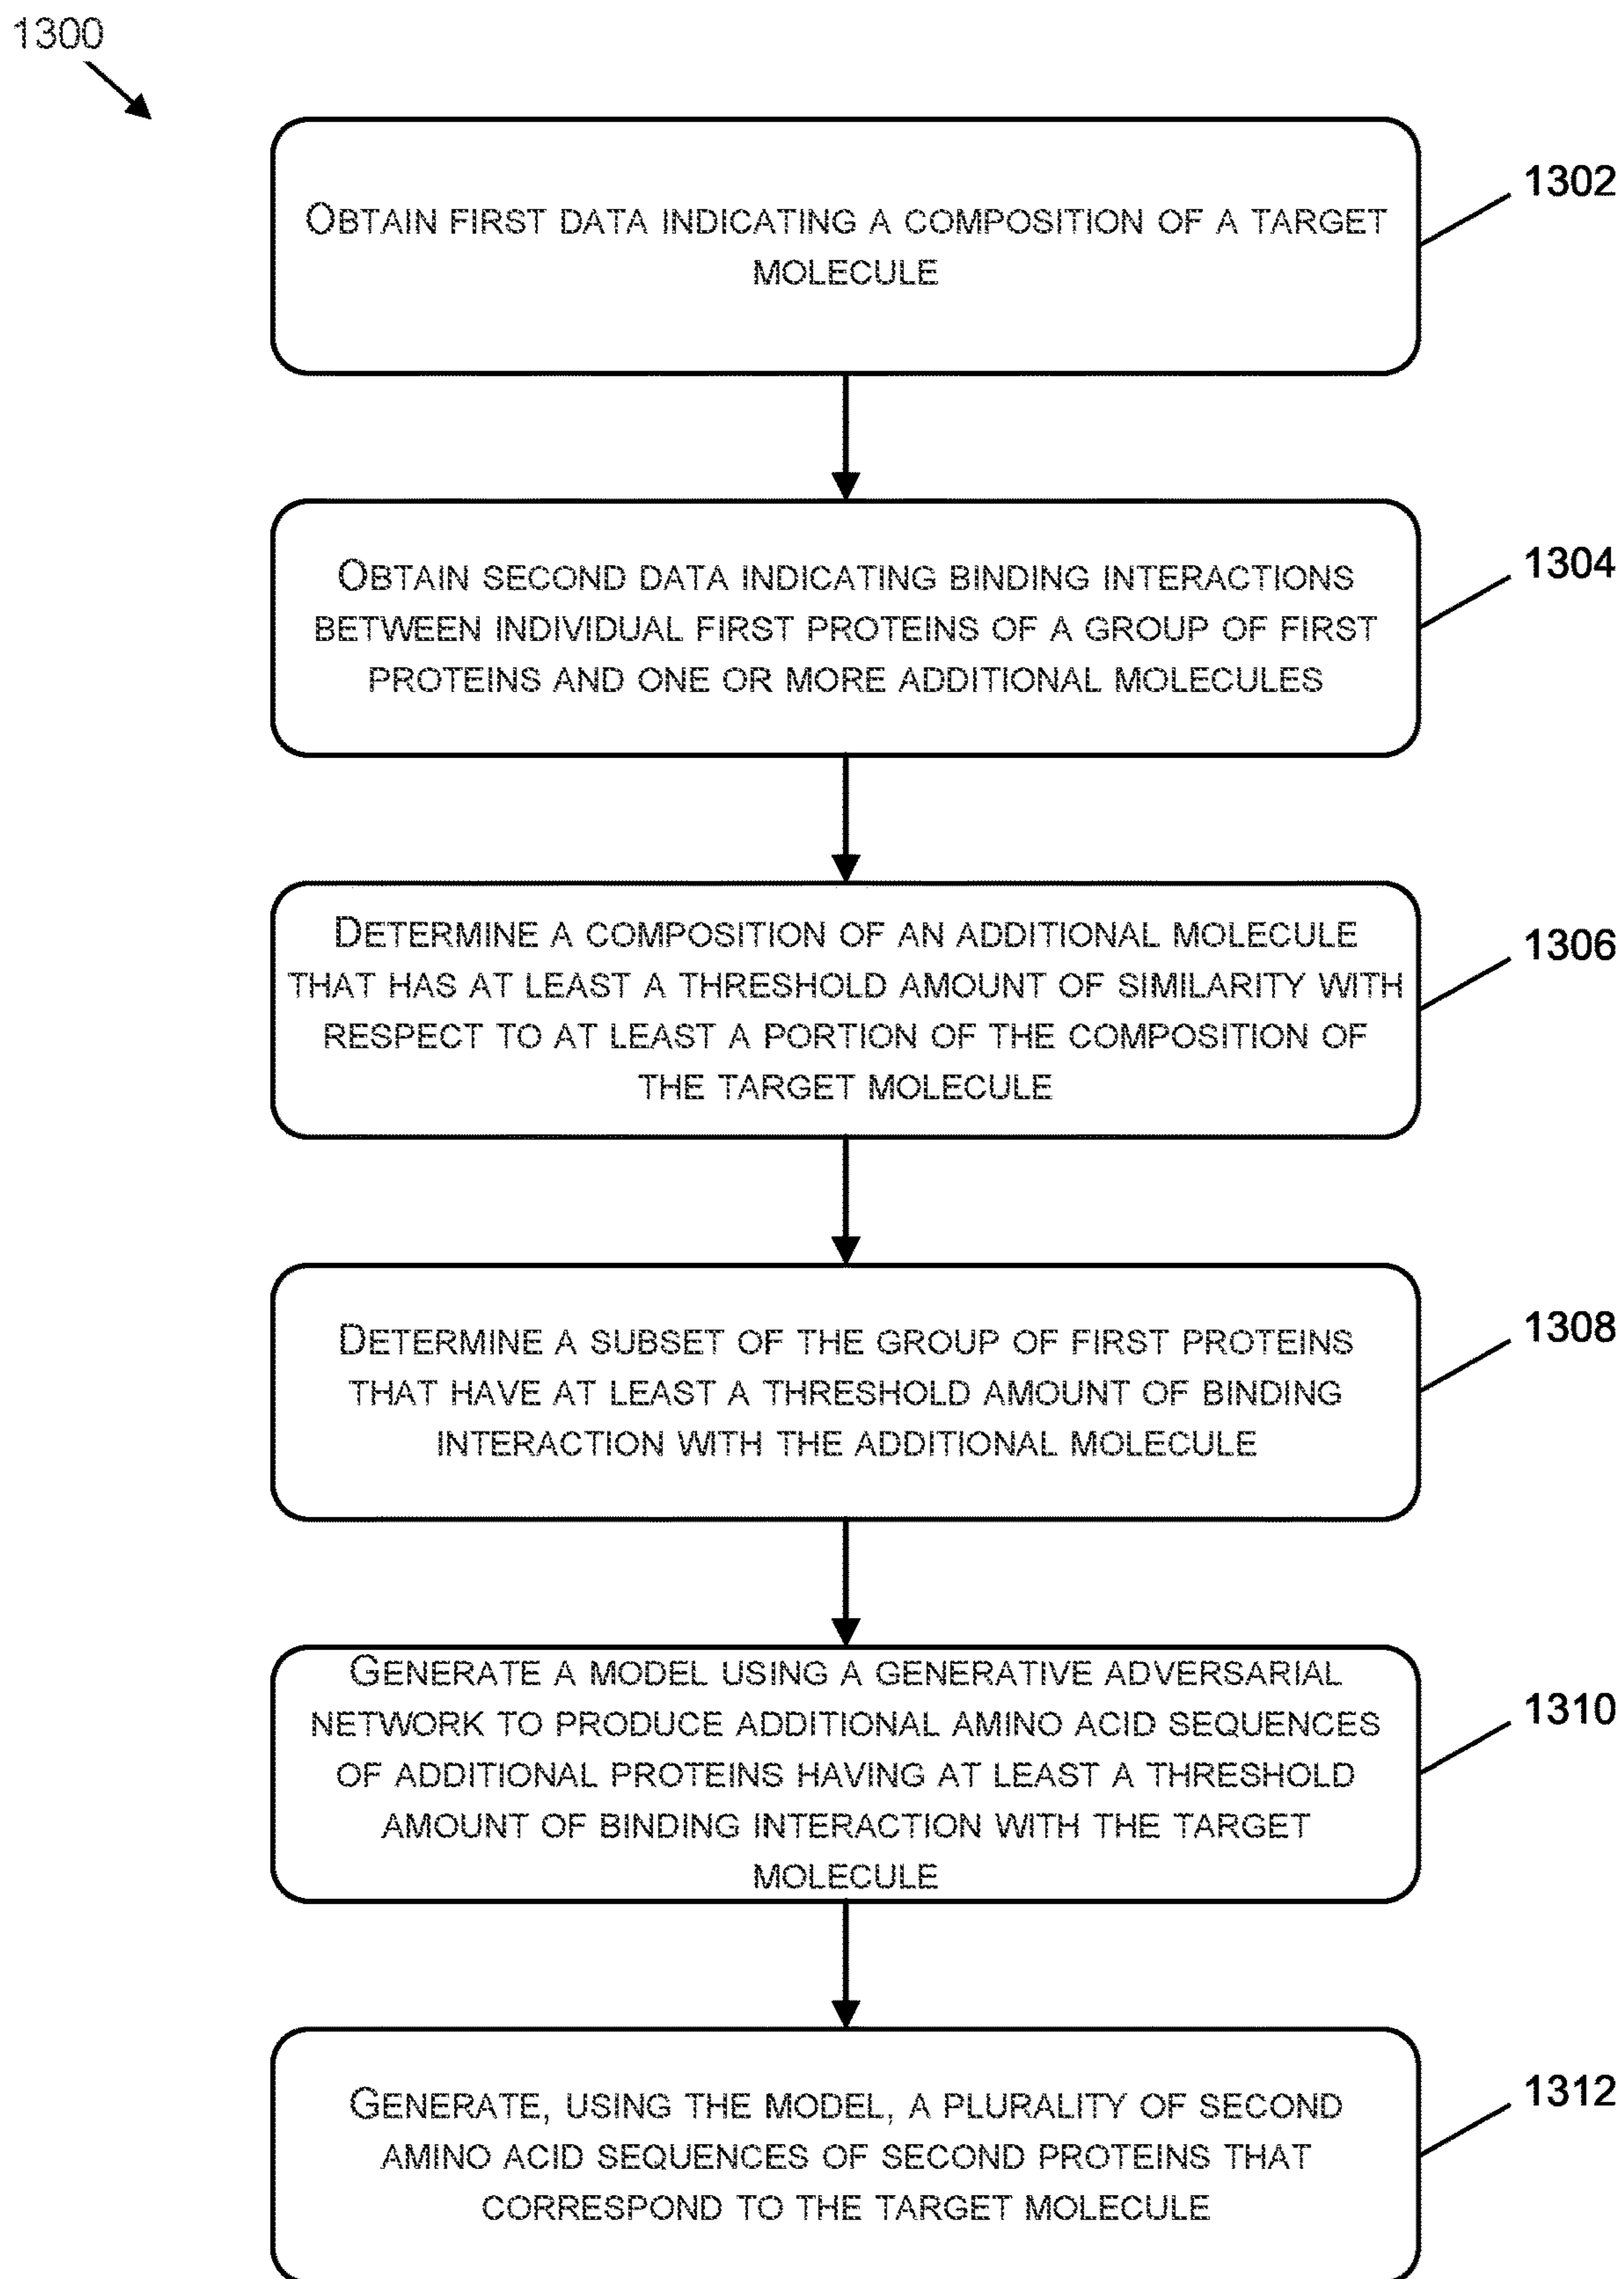 1300
OBTAIN FIRST DATA INDICATING A COMPOSITION OF A TARGET
MOLECULE
1302
OBTAIN SECOND DATA INDICATING BINDING INTERACTIONS
BETWEEN INDIVIDUAL FIRST PROTEINS OF A GROUP OF FIRST
PROTEINS AND ONE OR MORE ADDITIONAL MOLECULES
1304
DETERMINE A COMPOSITION OF AN ADDITIONAL MOLECULE
THAT HAS AT LEAST A THRESHOLD AMOUNT OF SIMILARITY WITH
RESPECT TO AT LEAST A PORTION OF THE COMPOSITION OF
THE TARGET MOLECULE
1306
DETERMINE A SUBSET OF THE GROUP OF FIRST PROTEINS
THAT HAVE AT LEAST A THRESHOLD AMOUNT OF BINDING
INTERACTION WITH THE ADDITIONAL MOLECULE
1308
GENERATE A MODEL USING A GENERATIVE ADVERSARIAL
NETWORK TO PRODUCE ADDITIONAL AMINO ACID SEQUENCES
OF ADDITIONAL PROTEINS HAVING AT LEAST A THRESHOLD
AMOUNT OF BINDING INTERACTION WITH THE TARGET
MOLECULE
1310
GENERATE, USING THE MODEL, A PLURALITY OF SECOND
AMINO ACID SEQUENCES OF SECOND PROTEINS THAT
CORRESPOND TO THE TARGET MOLECULE
1312